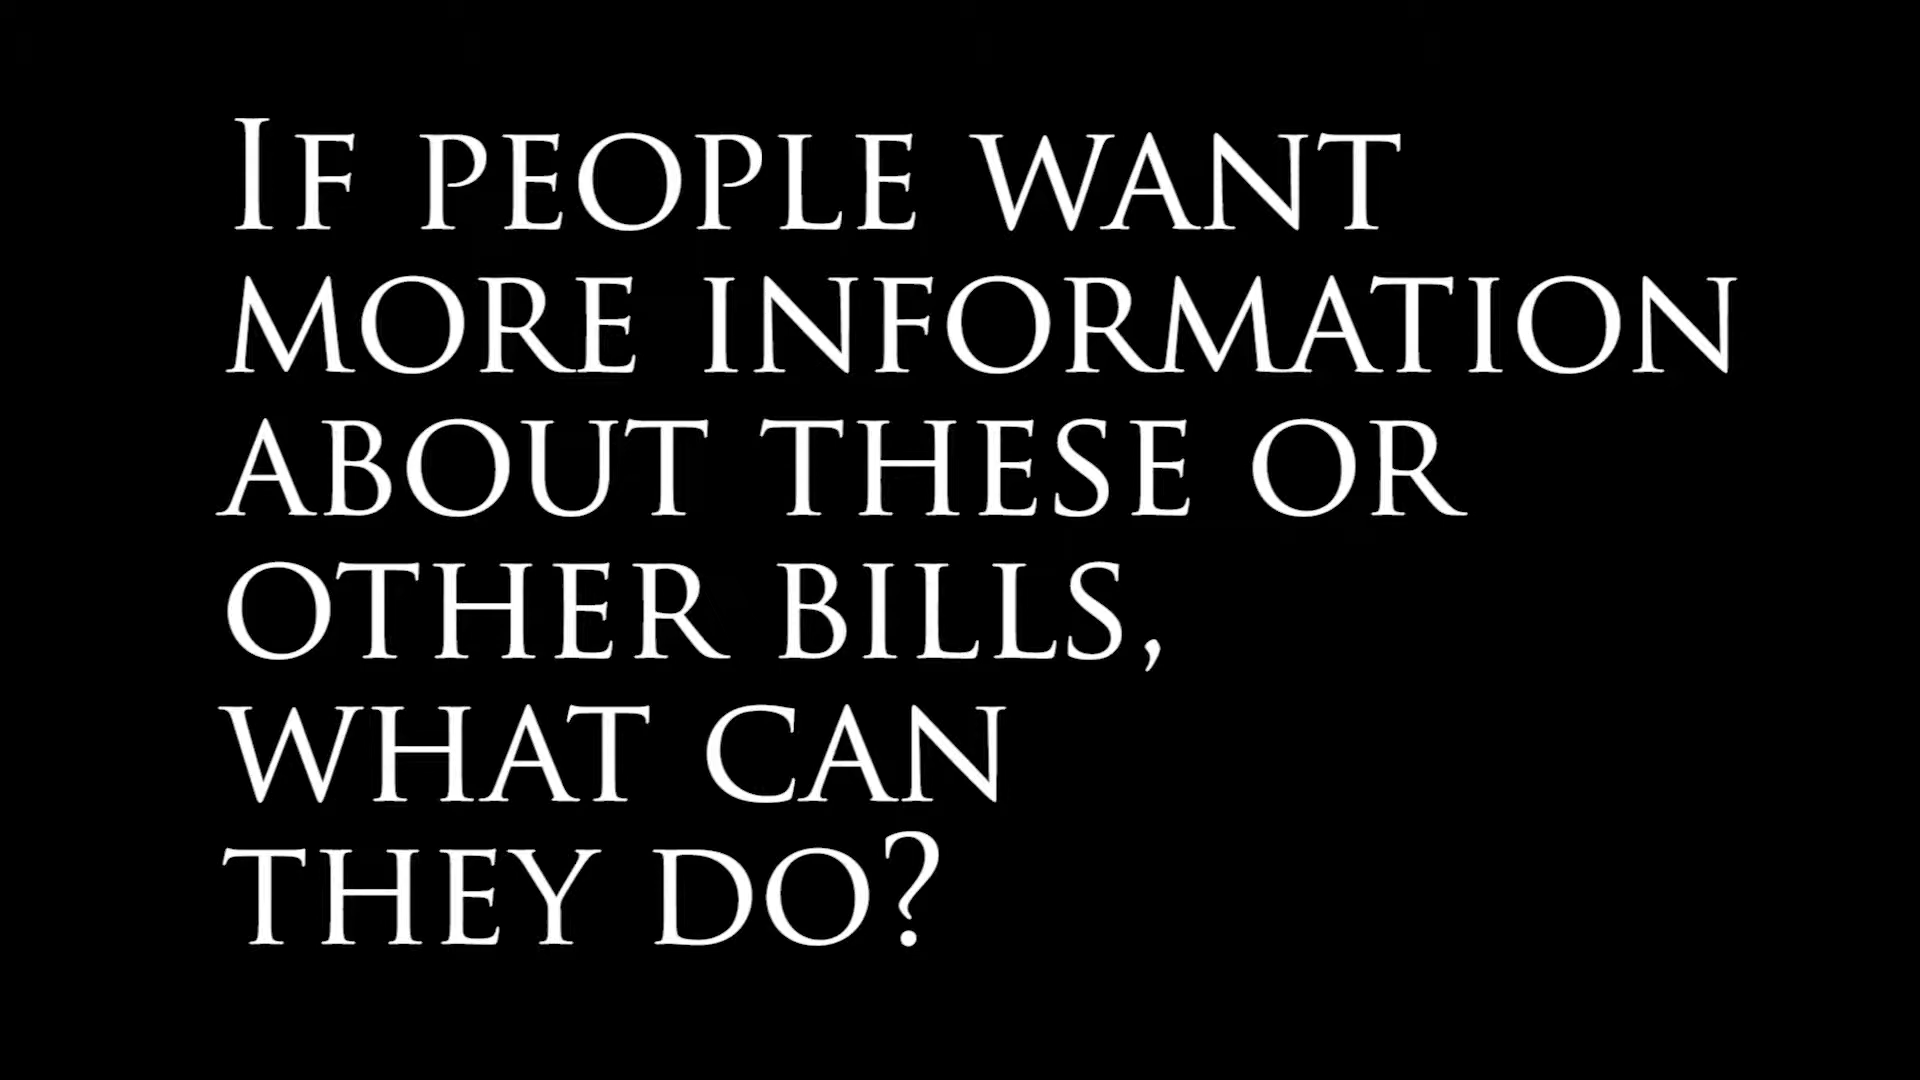 If people want
more information
about these or
other bills,
what can
they do?